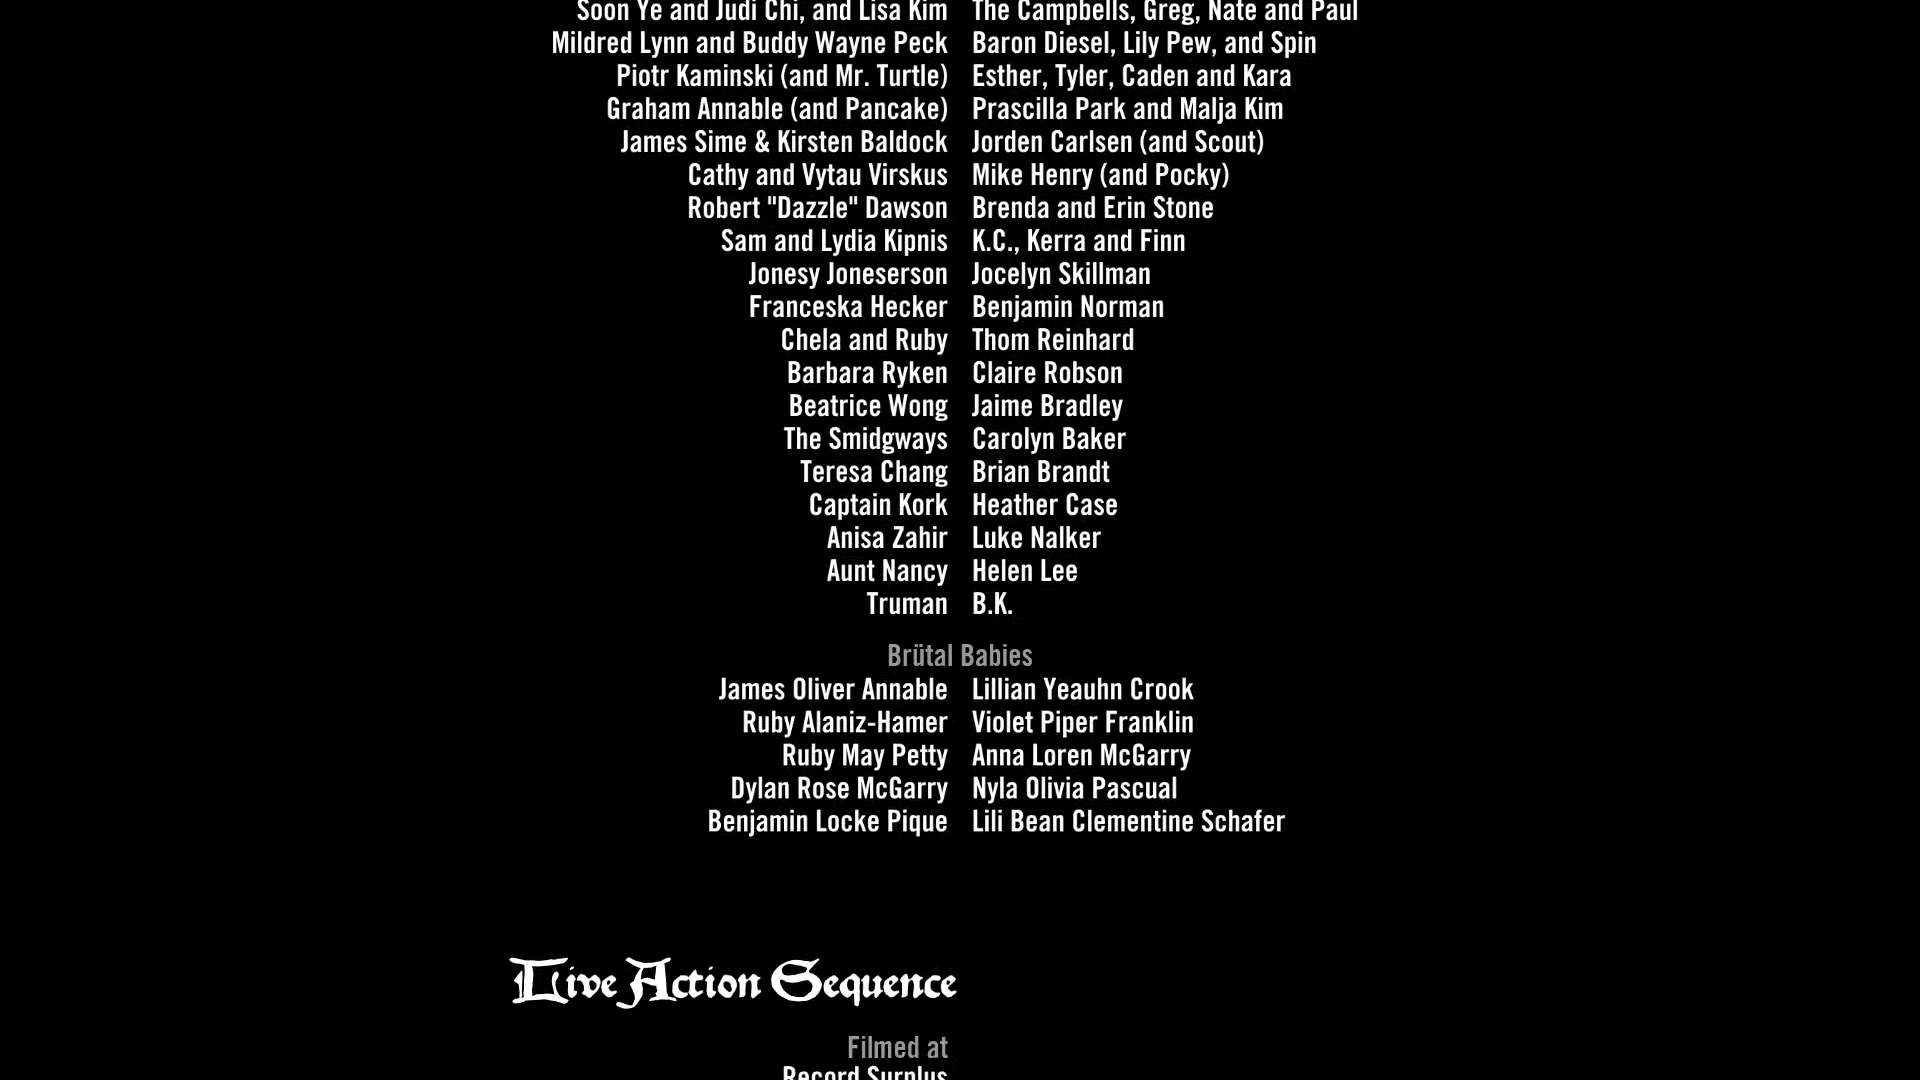 Soon Ye and Judi Chi, and Lisa Kim The Campbells, Greg, Nate and Paul
Mildred Lynn and Buddy Wayne Peck Baron Diesel, Lily Pew, and Spin
Piotr Kaminski (and Mr. Turtle) Esther, Tyler, Caden and Kara
Graham Annable (and Pancake) Prascilla Park and Malja Kim
James Sime & Kirsten Baldock Jorden Carlsen (and Scout)
Cathy and Vytau Virskus Mike Henry (and Pocky)
Robert "Dazzle" Dawson Brenda and Erin Stone
Sam and Lydia Kipnis K.C., Kerra and Finn
Jonesy Joneserson Jocelyn Skillman
Franceska Hecker Benjamin Norman
Chela and Ruby Thom Reinhard
Barbara Ryken Claire Robson
Beatrice Wong Jaime Bradley
The Smidgways Carolyn Baker
Teresa Chang Brian Brandt
Captain Kork Heather Case
Anisa Zahir Luke Nalker
Aunt Nancy Helen Lee
Truman B.K.
Brütal Babies
James Oliver Annable Lillian Yeauhn Crook
Ruby Alaniz-Hamer Violet Piper Franklin
Ruby May Petty Anna Loren McGarry
Dylan Rose McGarry Nyla Olivia Pascual
Benjamin Locke Pique Lili Bean Clementine Schafer
Live Action Sequence
Filmed at
Record Surplus